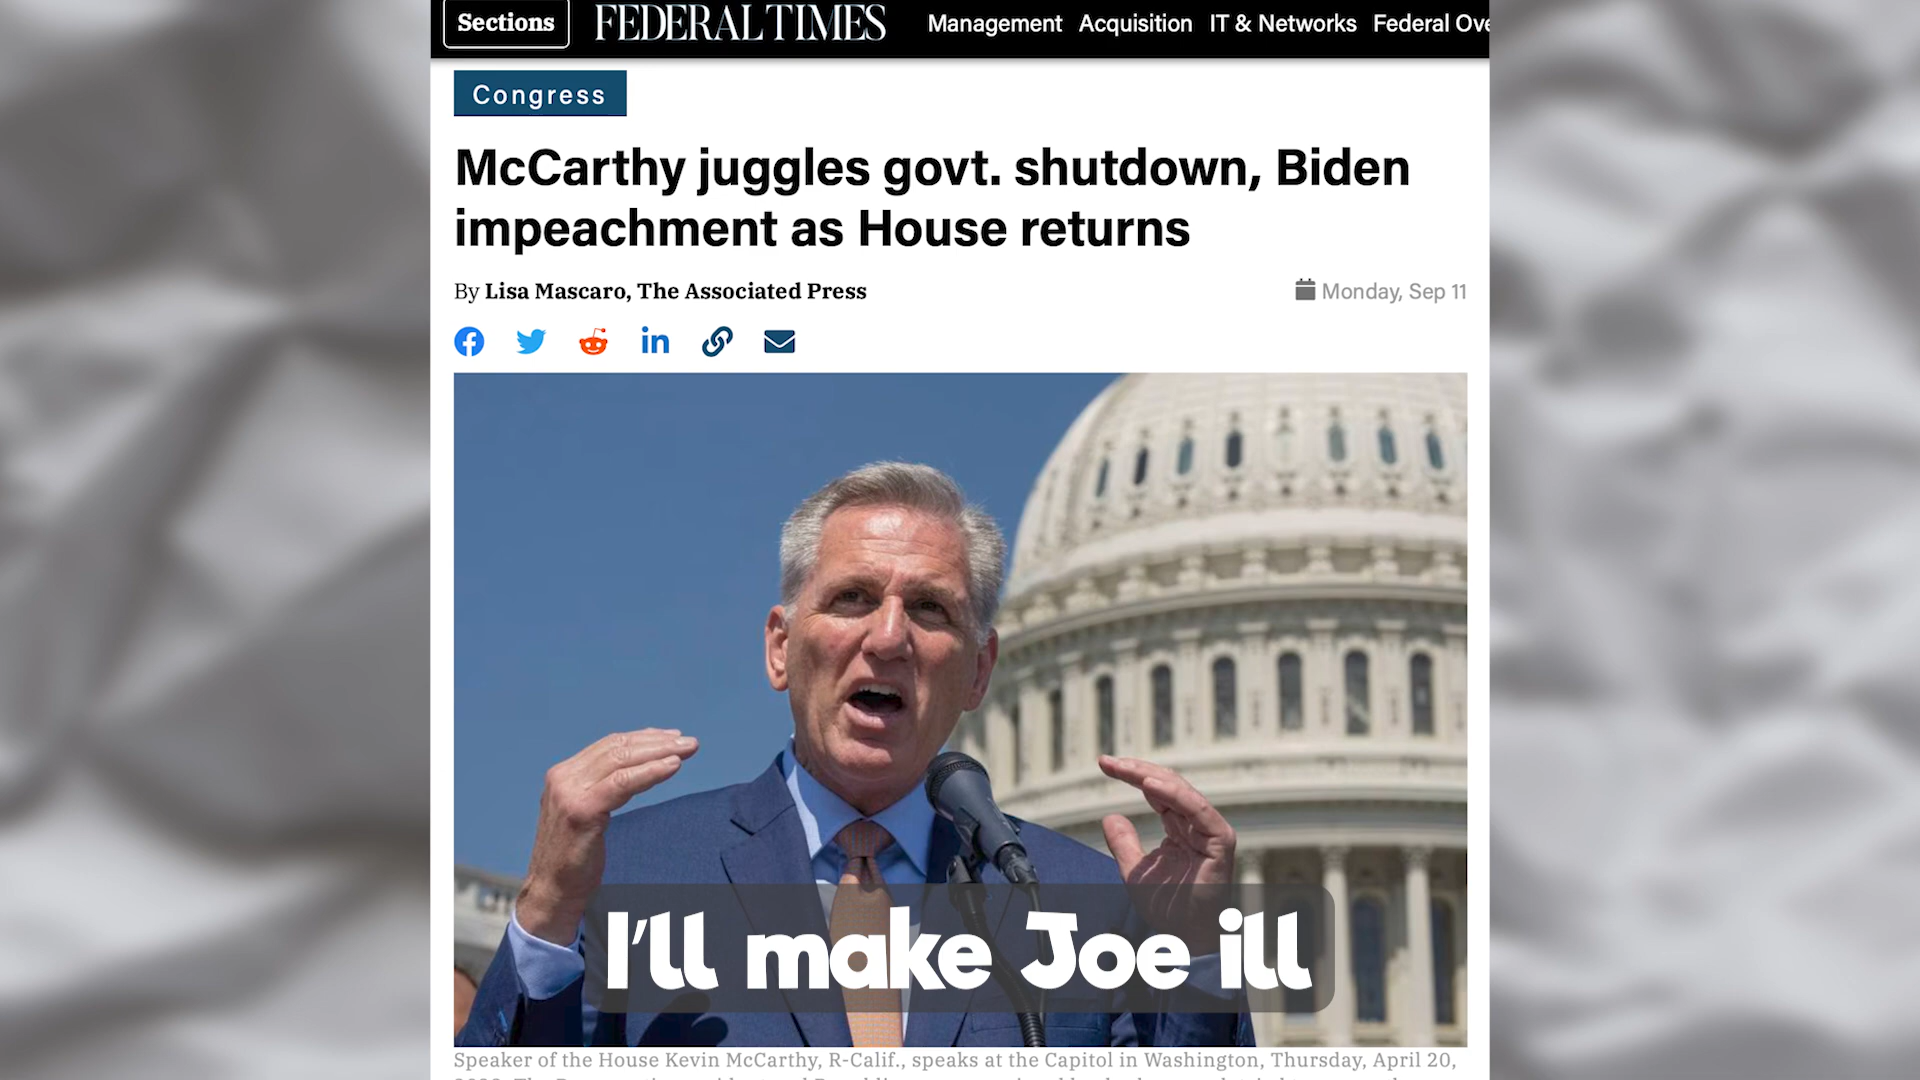 Sections FEDERAL TIMES Management Acquisition IT & Networks Federal Ove
Congress
McCarthy juggles govt. shutdown, Biden
impeachment as House returns
By Lisa Mascaro, The Associated Press
Monday, Sep 11
I'll make Joe ill
Speaker of the House Kevin McCarthy, R-Calif., speaks at the Capitol in Washington, Thursday, April 20,